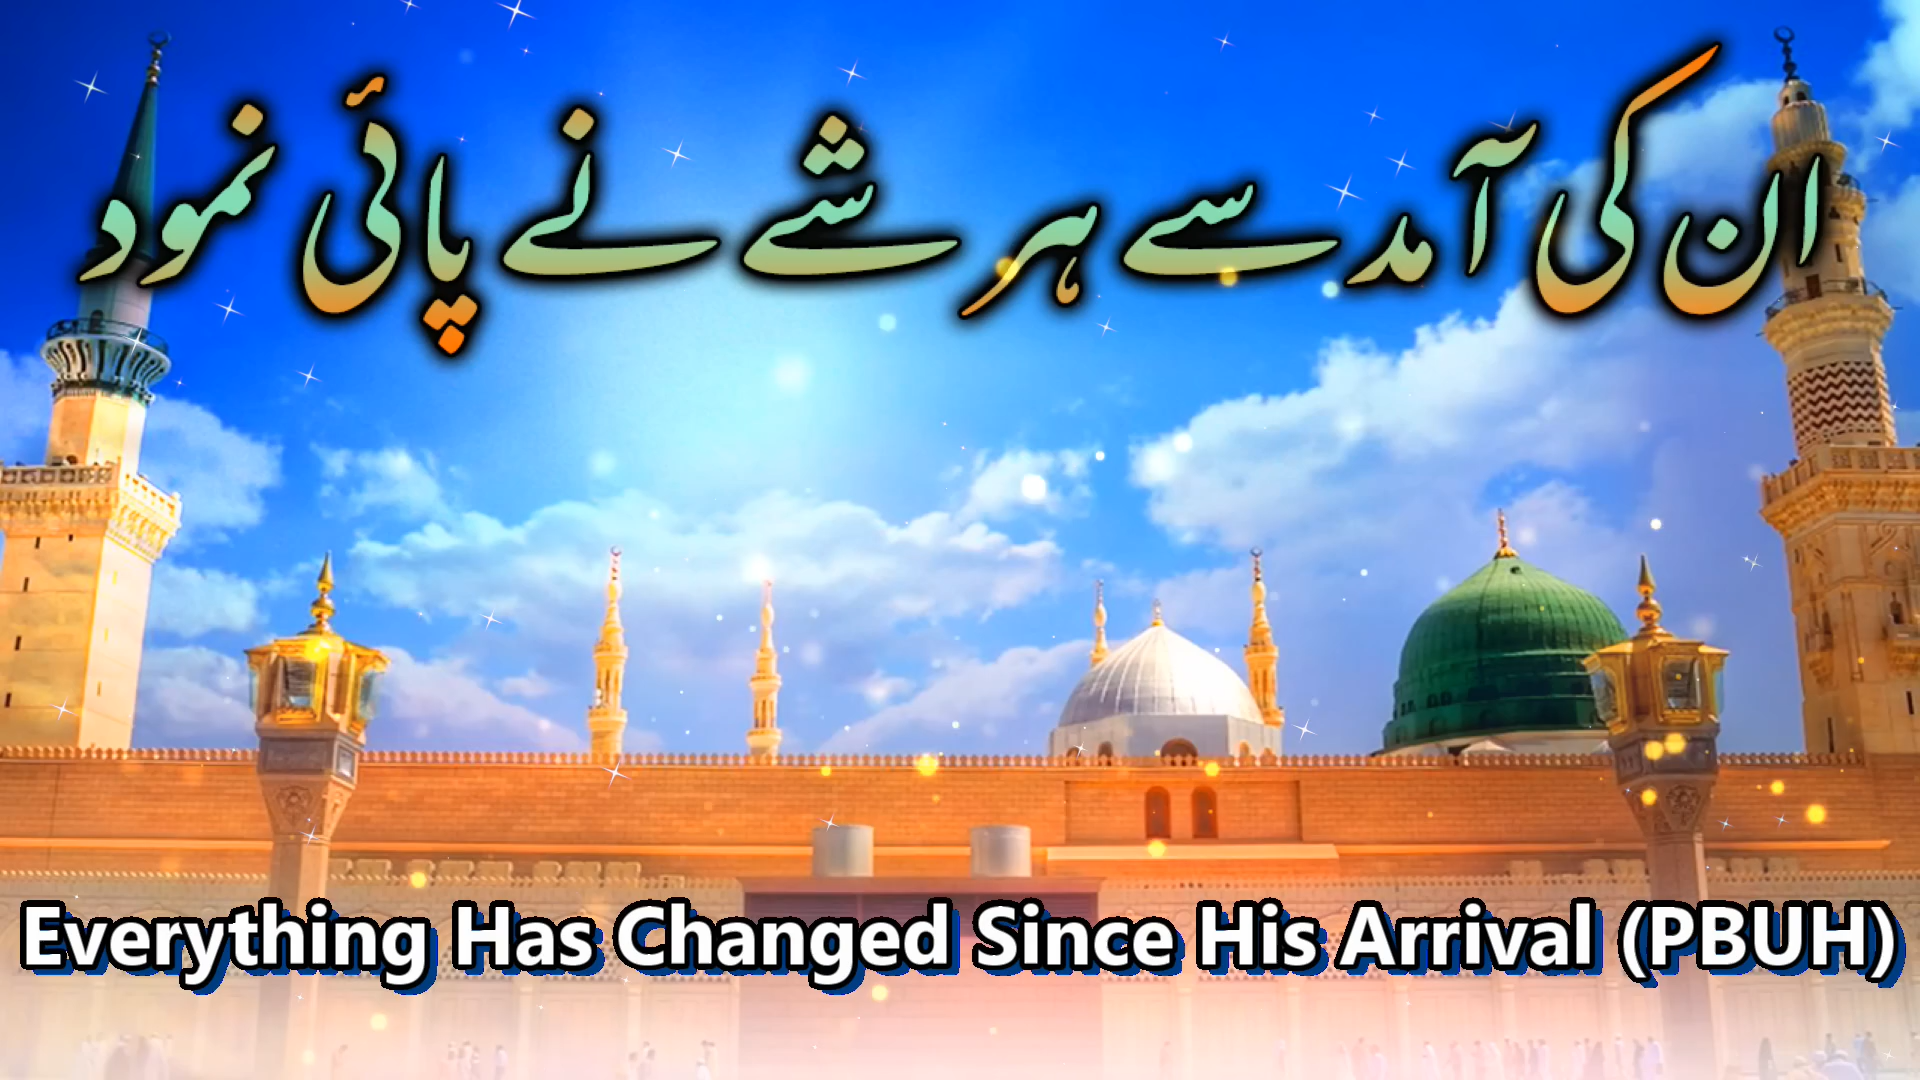 ان کی آمد سے ہر شے نے پائی نمود
Everything Has Changed Since His Arrival (PBUH)